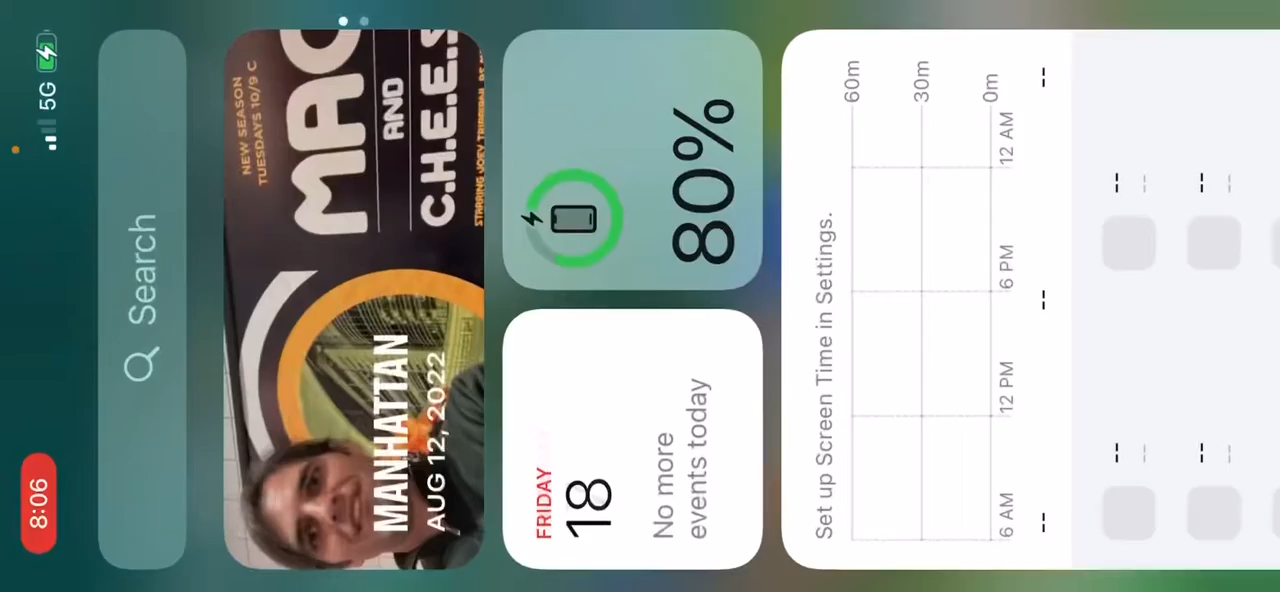 8:06
5G
Search
NEW SEASON
TUESDAYS 10/9 C
MAC
AND
C.H.E.E.S
MANHATTAN
AUG 12, 2022
FRIDAY
18
No more
events today
80%
Set up Screen Time in Settings.
60m
30m
0m
6 AM
12 PM
6 PM
12 AM
-- -- --
-- --
-- --
-- --
-- --